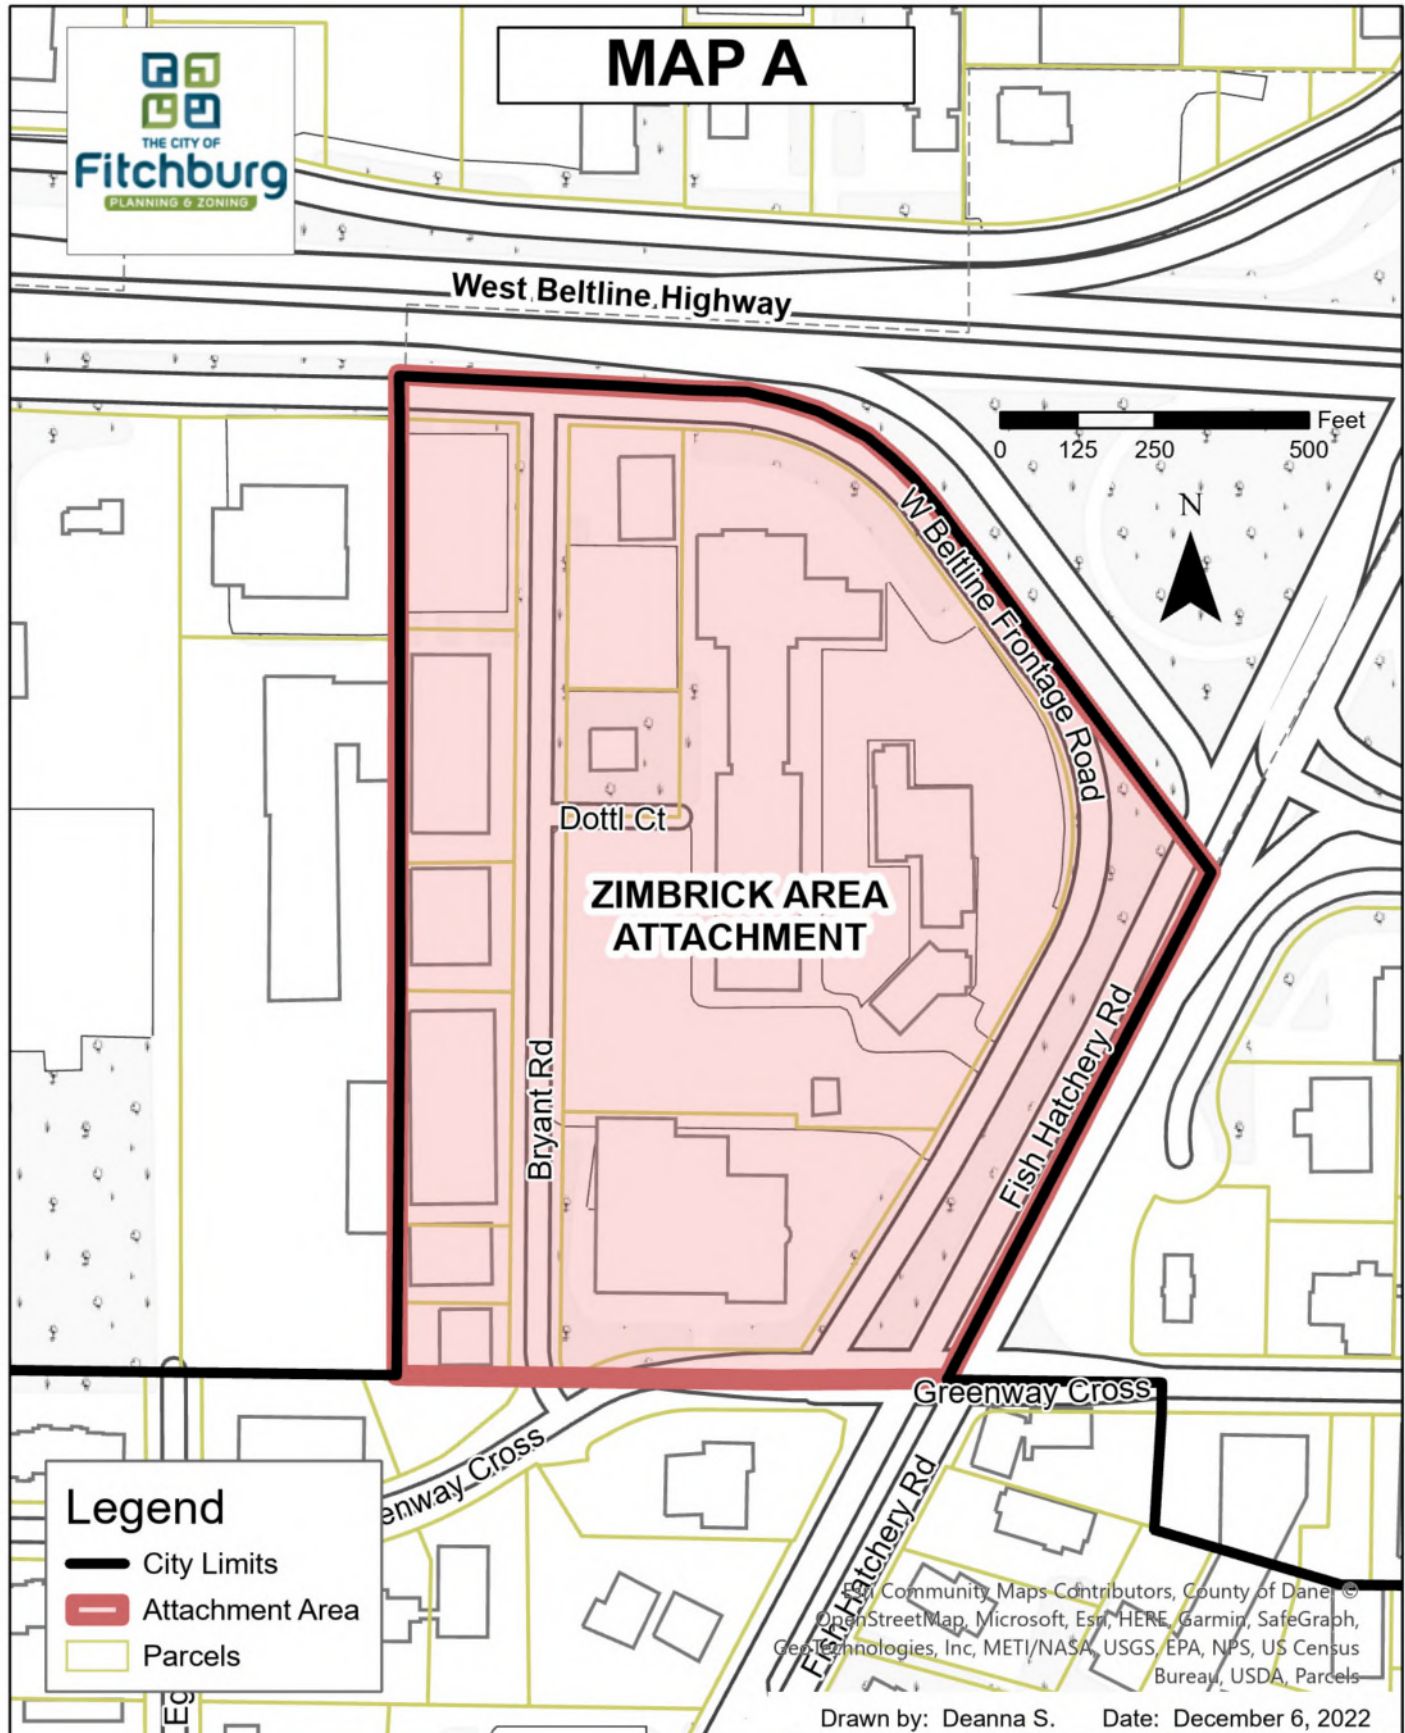 MAP A
THE CITY OF
Fitchburg
PLANNING & ZONING
West Beltline Highway
Feet
0 125 250 500
N
W Beltline Frontage Road
Dottl Ct
ZIMBRICK AREA
ATTACHMENT
Fish Hatchery Rd
Bryant Rd
Greenway Cross
enway Cross
Fish Hatchery Rd
Legend
City Limits
Attachment Area
Parcels
Eg
Esri Community Maps Contributors, County of Dane, ©
OpenStreetMap, Microsoft, Esri, HERE, Garmin, SafeGraph,
GeoTechnologies, Inc, METI/NASA, USGS, EPA, NPS, US Census
Bureau, USDA, Parcels
Drawn by: Deanna S. Date: December 6, 2022